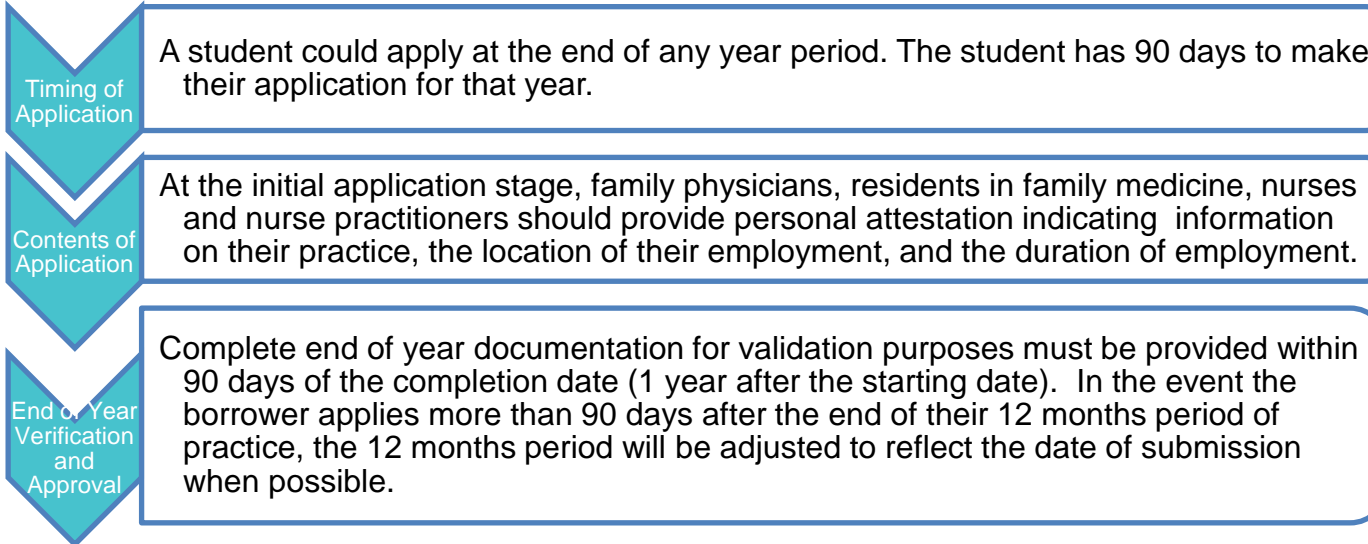 Timing of
Application
A student could apply at the end of any year period. The student has 90 days to make
their application for that year.
Contents of
Application
At the initial application stage, family physicians, residents in family medicine, nurses
and nurse practitioners should provide personal attestation indicating  information
on their practice, the location of their employment, and the duration of employment.
End of Year
Verification
and
Approval
Complete end of year documentation for validation purposes must be provided within
90 days of the completion date (1 year after the starting date).  In the event the
borrower applies more than 90 days after the end of their 12 months period of
practice, the 12 months period will be adjusted to reflect the date of submission
when possible.